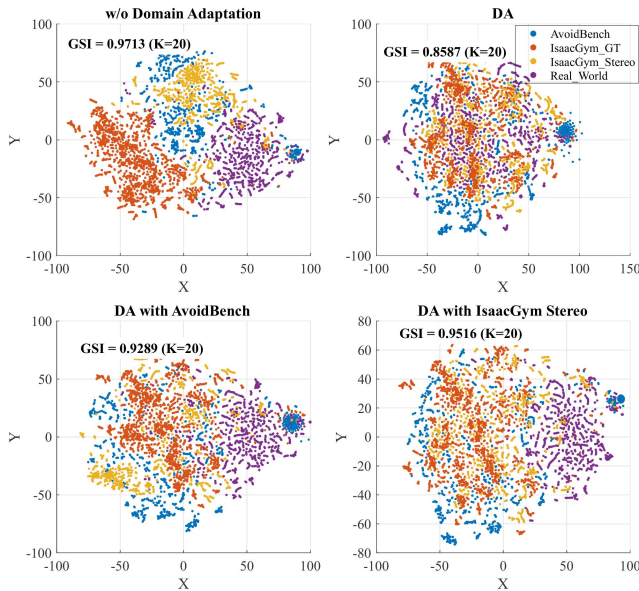 w/o Domain Adaptation
GSI = 0.9713 (K=20)
100
50
0
-50
-100
-100
-50
0
50
100
X
Y
DA
GSI = 0.8587 (K=20)
AvoidBench
IsaacGym_GT
IsaacGym_Stereo
Real_World
100
50
0
-50
-100
-100
-50
0
50
100
150
X
Y
DA with AvoidBench
GSI = 0.9289 (K=20)
100
50
0
-50
-100
-100
-50
0
50
100
X
Y
DA with IsaacGym Stereo
GSI = 0.9516 (K=20)
80
60
40
20
0
-20
-40
-60
-80
-100
-50
0
50
100
X
Y